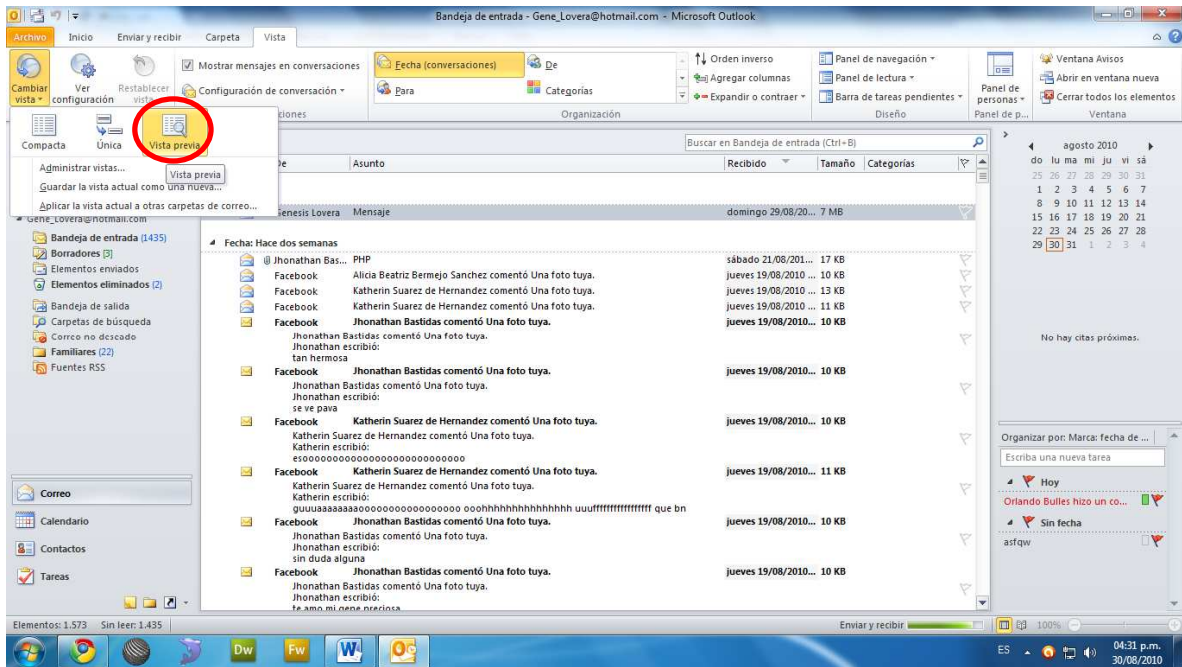 Bandeja de entrada - Gene_Lovera@hotmail.com - Microsoft Outlook
Archivo Inicio Enviar y recibir Carpeta Vista
Cambiar vista
Ver configuración
Restablecer vista
Mostrar mensajes en conversaciones
Configuración de conversación
Fecha (conversaciones)
De
Para
Categorías
Organización
Orden inverso
Agregar columnas
Expandir o contraer
Panel de navegación
Panel de lectura
Barra de tareas pendientes
Diseño
Panel de personas
Panel de p...
Ventana Avisos
Abrir en ventana nueva
Cerrar todos los elementos
Ventana
Compacta Única Vista previa
Vista previa
Administrar vistas...
Guardar la vista actual como una nueva...
Aplicar la vista actual a otras carpetas de correo...
Gene_Lovera@hotmail.com
Bandeja de entrada (1435)
Borradores [3]
Elementos enviados
Elementos eliminados (2)
Bandeja de salida
Carpetas de búsqueda
Correo no deseado
Familiares (22)
Fuentes RSS
Correo
Calendario
Contactos
Tareas
Buscar en Bandeja de entrada (Ctrl+B)
De Asunto Recibido Tamaño Categorías
Genesis Lovera Mensaje domingo 29/08/20... 7 MB
Fecha: Hace dos semanas
Jhonathan Bas... PHP sábado 21/08/201... 17 KB
Facebook Alicia Beatriz Bermejo Sanchez comentó Una foto tuya. jueves 19/08/2010 ... 10 KB
Facebook Katherin Suarez de Hernandez comentó Una foto tuya. jueves 19/08/2010 ... 13 KB
Facebook Katherin Suarez de Hernandez comentó Una foto tuya. jueves 19/08/2010 ... 11 KB
Facebook Jhonathan Bastidas comentó Una foto tuya. jueves 19/08/2010... 10 KB
Jhonathan Bastidas comentó Una foto tuya.
Jhonathan escribió:
tan hermosa
Facebook Jhonathan Bastidas comentó Una foto tuya. jueves 19/08/2010... 10 KB
Jhonathan Bastidas comentó Una foto tuya.
Jhonathan escribió:
se ve pava
Facebook Katherin Suarez de Hernandez comentó Una foto tuya. jueves 19/08/2010... 10 KB
Katherin Suarez de Hernandez comentó Una foto tuya.
Katherin escribió:
esoooooooooooooooooooooooooooo
Facebook Katherin Suarez de Hernandez comentó Una foto tuya. jueves 19/08/2010... 11 KB
Katherin Suarez de Hernandez comentó Una foto tuya.
Katherin escribió:
guuuaaaaaaaooooooooooooooooo ooohhhhhhhhhhhhhhh uuufffffffffffffffff que bn
Facebook Jhonathan Bastidas comentó Una foto tuya. jueves 19/08/2010... 10 KB
Jhonathan Bastidas comentó Una foto tuya.
Jhonathan escribió:
sin duda alguna
Facebook Jhonathan Bastidas comentó Una foto tuya. jueves 19/08/2010... 10 KB
Jhonathan Bastidas comentó Una foto tuya.
Jhonathan escribió:
te amo mi gene preciosa
agosto 2010
do lu ma mi ju vi sá
25 26 27 28 29 30 31
1 2 3 4 5 6 7
8 9 10 11 12 13 14
15 16 17 18 19 20 21
22 23 24 25 26 27 28
29 30 31 1 2 3 4
No hay citas próximas.
Organizar por: Marca: fecha de ...
Escriba una nueva tarea
Hoy
Orlando Bulles hizo un co...
Sin fecha
asfqw
Elementos: 1.573 Sin leer: 1.435
Enviar y recibir
100%
Dw Fw W
ES
04:31 p.m.
30/08/2010